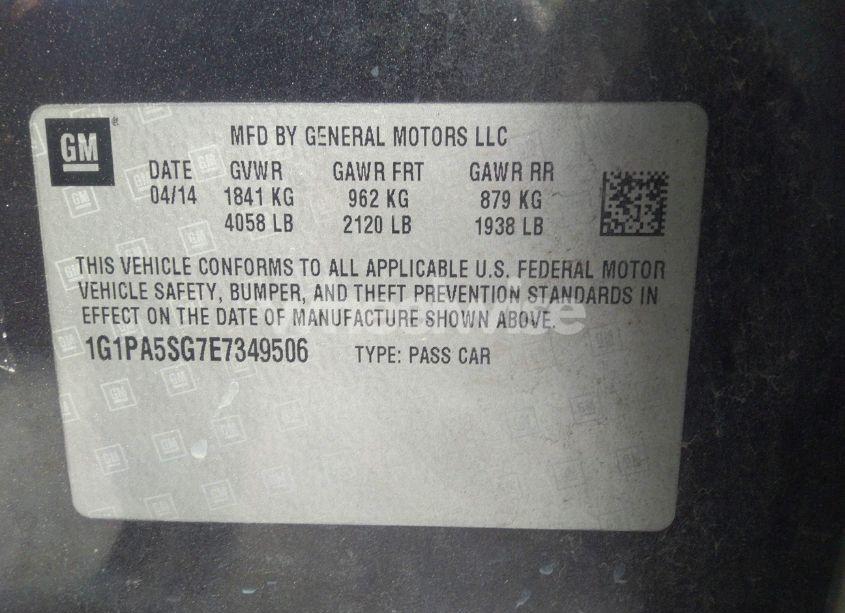 GM
MFD BY GENERAL MOTORS LLC
DATE GVWR GAWR FRT GAWR RR
04/14 1841 KG 962 KG 879 KG
4058 LB 2120 LB 1938 LB
THIS VEHICLE CONFORMS TO ALL APPLICABLE U.S. FEDERAL MOTOR
VEHICLE SAFETY, BUMPER, AND THEFT PREVENTION STANDARDS IN
EFFECT ON THE DATE OF MANUFACTURE SHOWN ABOVE.
1G1PA5SG7E7349506 TYPE: PASS CAR